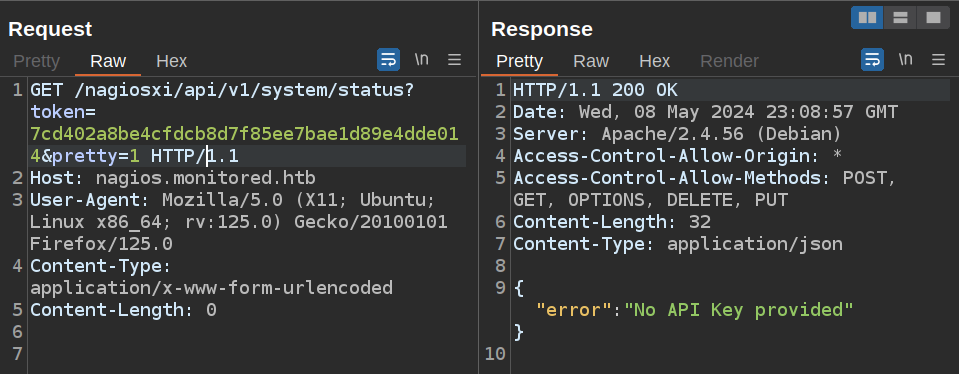 Request
Pretty Raw Hex \n
1 GET /nagiosxi/api/v1/system/status?
token=
7cd402a8be4cfdcb8d7f85ee7bae1d89e4dde01
4&pretty=1 HTTP/1.1
2 Host: nagios.monitored.htb
3 User-Agent: Mozilla/5.0 (X11; Ubuntu;
Linux x86_64; rv:125.0) Gecko/20100101
Firefox/125.0
4 Content-Type:
application/x-www-form-urlencoded
5 Content-Length: 0
6
7
Response
Pretty Raw Hex Render \n
1 HTTP/1.1 200 OK
2 Date: Wed, 08 May 2024 23:08:57 GMT
3 Server: Apache/2.4.56 (Debian)
4 Access-Control-Allow-Origin: *
5 Access-Control-Allow-Methods: POST,
GET, OPTIONS, DELETE, PUT
6 Content-Length: 32
7 Content-Type: application/json
8
9 {
"error":"No API Key provided"
}
10